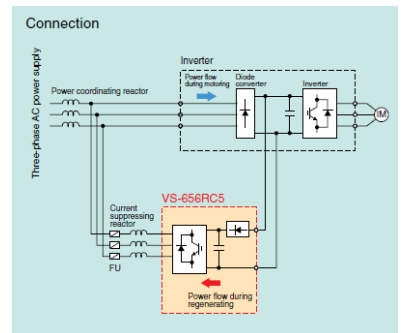 Connection
Inverter
Power flow
during motoring
Diode
converter
Inverter
Power coordinating reactor
Three-phase AC power supply
IM
VS-656RC5
Current
suppressing
reactor
FU
Power flow during
regenerating